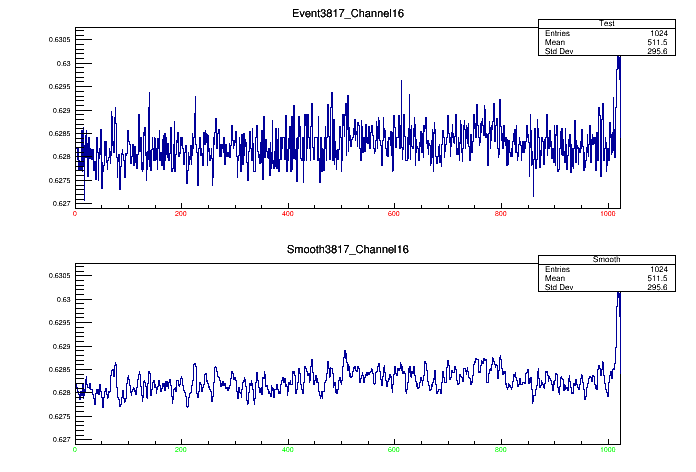 Event3817_Channel16
Test
Entries 1024
Mean 511.5
Std Dev 295.6
0.6305
0.63
0.6295
0.629
0.6285
0.628
0.6275
0.627
0 200 400 600 800 1000
Smooth3817_Channel16
Smooth
Entries 1024
Mean 511.5
Std Dev 295.6
0.6305
0.63
0.6295
0.629
0.6285
0.628
0.6275
0.627
0 200 400 600 800 1000